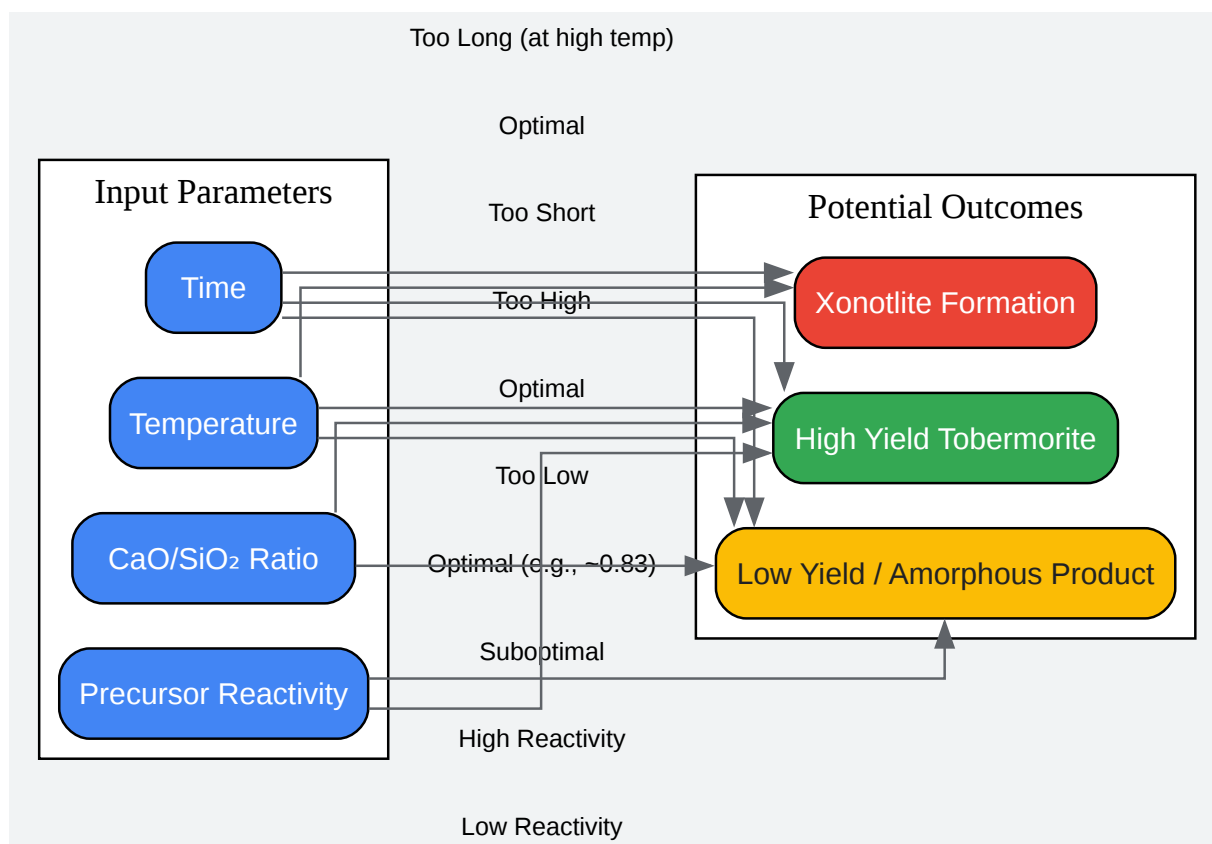 Too Long (at high temp)
Optimal
Too Short
Too High
Optimal
Too Low
Optimal (e.g., ~0.83)
Suboptimal
High Reactivity
Low Reactivity
Input Parameters
Time
Temperature
CaO/SiO₂ Ratio
Precursor Reactivity
Potential Outcomes
Xonotlite Formation
High Yield Tobermorite
Low Yield / Amorphous Product